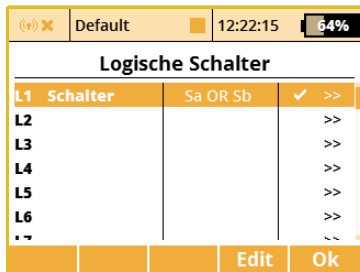 Default 12:22:15 64%
Logische Schalter
L1 Schalter Sa OR Sb >>
L2 >>
L3 >>
L4 >>
L5 >>
L6 >>
Edit Ok